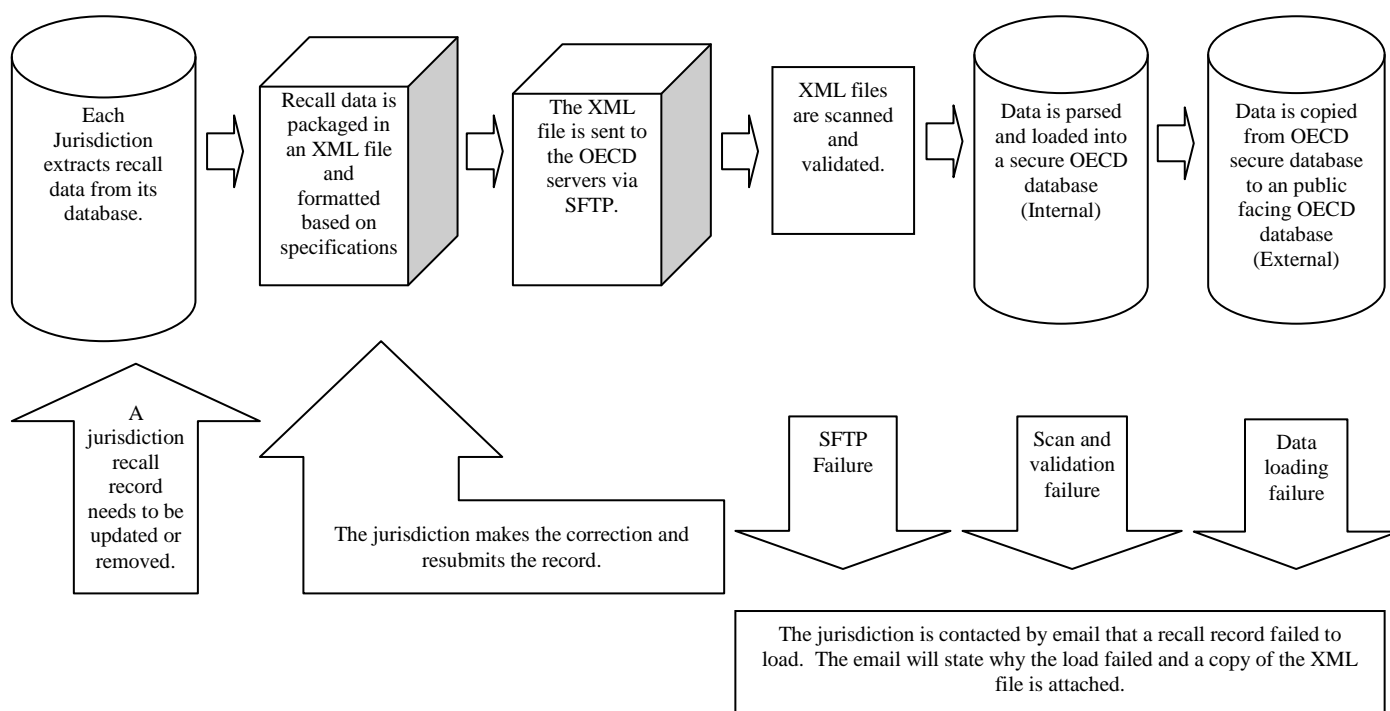 Each
Jurisdiction
extracts recall
data from its
database.
Recall data is
packaged in
an XML file
and
formatted
based on
specifications
The XML
file is sent to
the OECD
servers via
SFTP.
XML files
are scanned
and
validated.
Data is parsed
and loaded into
a secure OECD
database
(Internal)
Data is copied
from OECD
secure database
to an public
facing OECD
database
(External)
A
jurisdiction
recall
record
needs to be
updated or
removed.
The jurisdiction makes the correction and
resubmits the record.
SFTP
Failure
Scan and
validation
failure
Data
loading
failure
The jurisdiction is contacted by email that a recall record failed to
load.  The email will state why the load failed and a copy of the XML
file is attached.